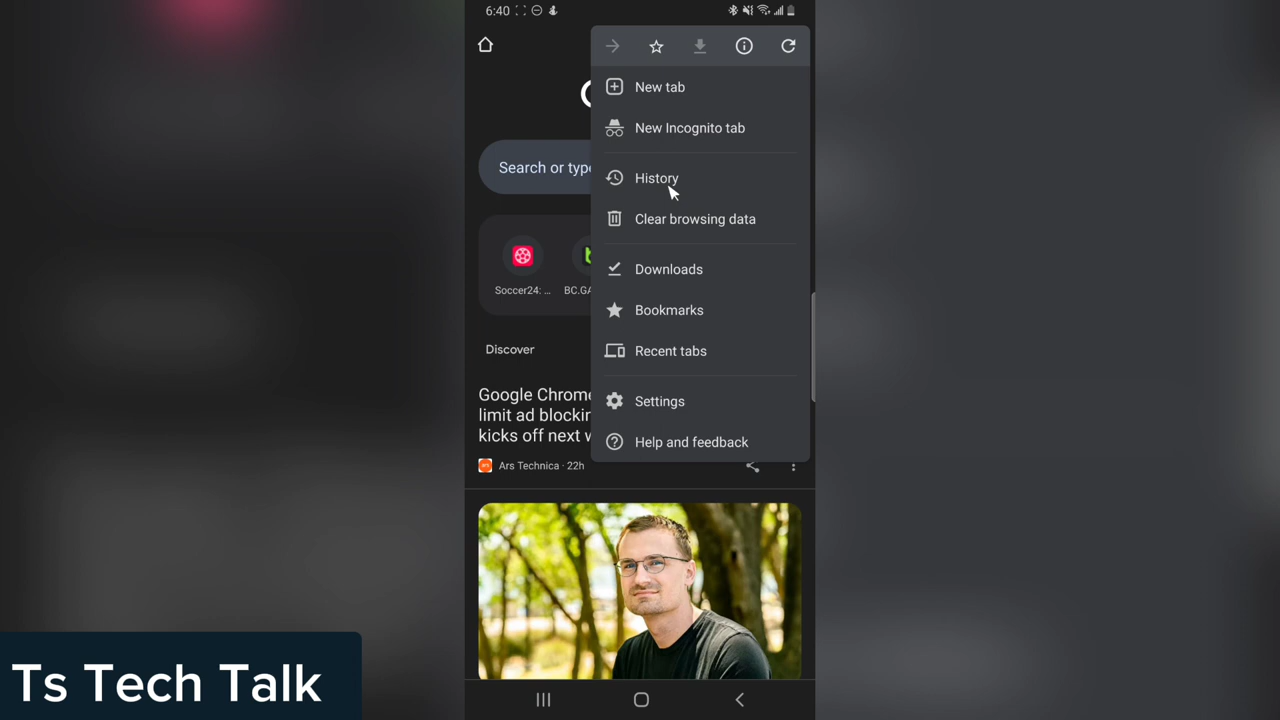 6:40
New tab
New Incognito tab
Search or type
History
Clear browsing data
Soccer24: ...
BC.GA
Downloads
Bookmarks
Discover
Recent tabs
Google Chrome
limit ad blockin
kicks off next w
Settings
Help and feedback
Ars Technica · 22h
Ts Tech Talk